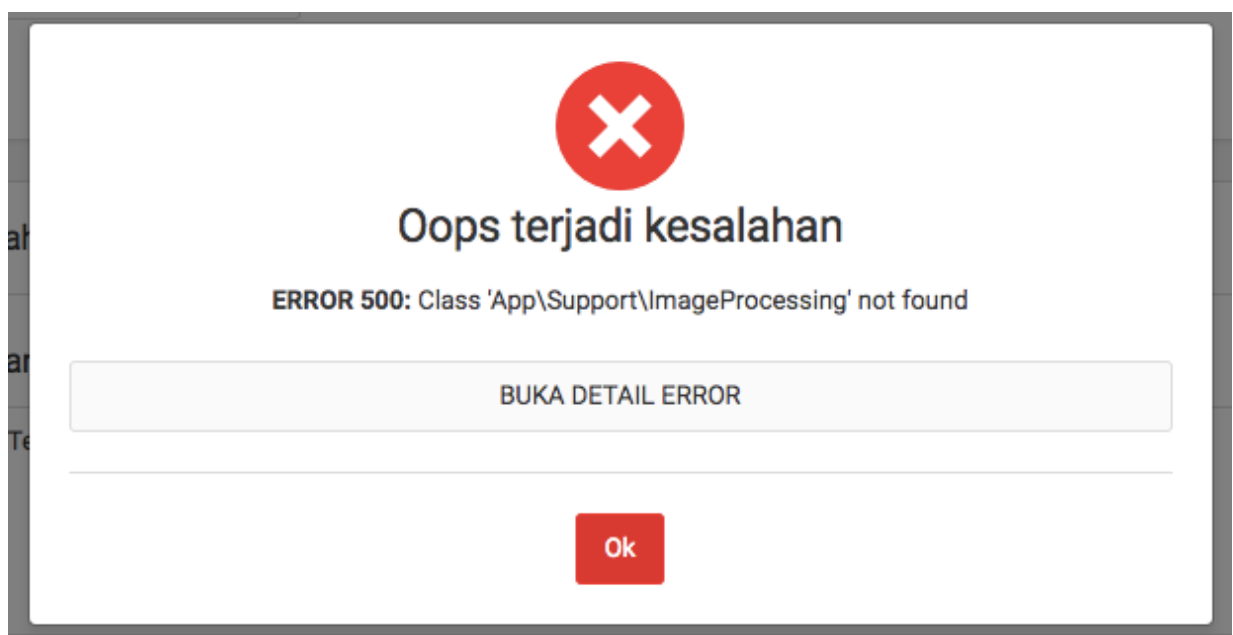 Oops terjadi kesalahan
ERROR 500: Class 'App\Support\ImageProcessing' not found
BUKA DETAIL ERROR
Ok